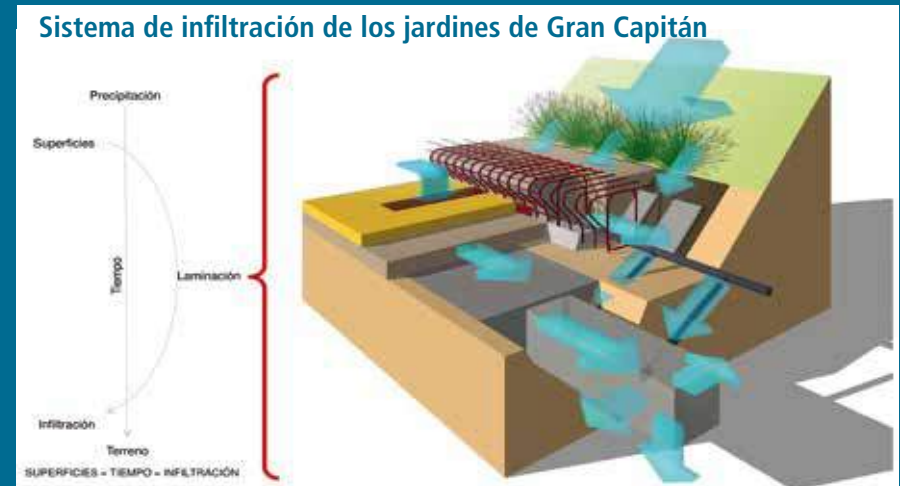 Sistema de infiltración de los jardines de Gran Capitán
Precipitación
Superficies
Tiempo
Laminación
Infiltración
Terreno
SUPERFICIES = TIEMPO = INFILTRACIÓN